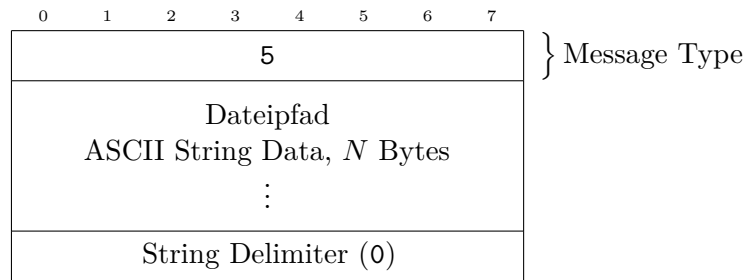 0 1 2 3 4 5 6 7
5
Message Type
Dateipfad
ASCII String Data, N Bytes
⋮
String Delimiter (0)